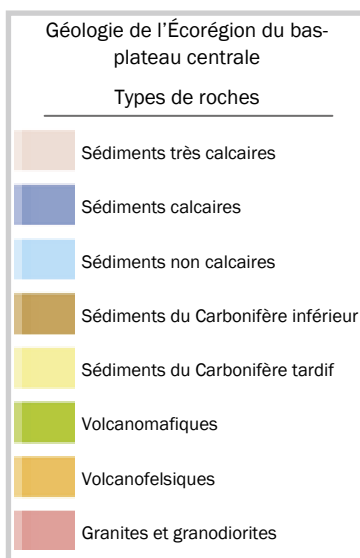 Géologie de l’Écorégion du bas-
plateau centrale
Types de roches
Sédiments très calcaires
Sédiments calcaires
Sédiments non calcaires
Sédiments du Carbonifère inférieur
Sédiments du Carbonifère tardif
Volcanomafiques
Volcanofelsiques
Granites et granodiorites